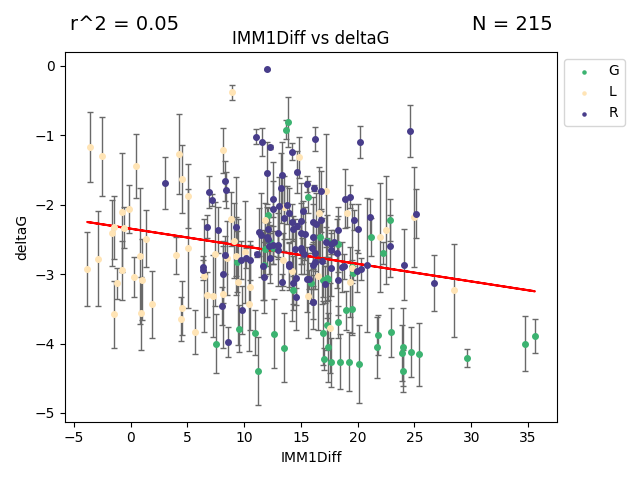 r^2 = 0.05
N = 215
IMM1Diff vs deltaG
G
L
R
deltaG
0
−1
−2
−3
−4
−5
−5 0 5 10 15 20 25 30 35
IMM1Diff